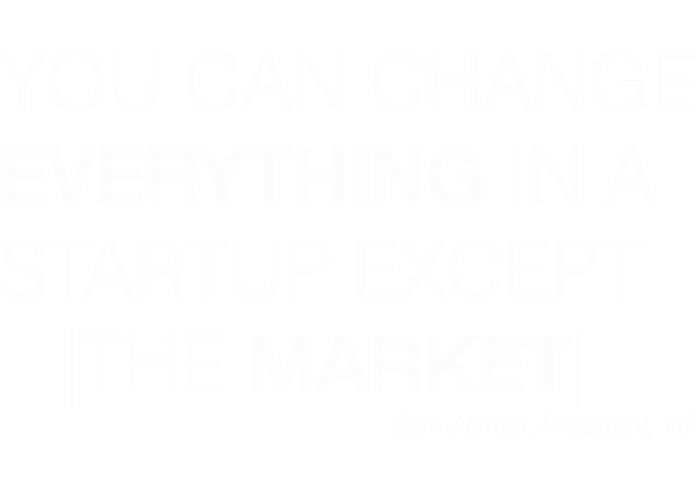 YOU CAN CHANGE
EVERYTHING IN A
STARTUP EXCEPT
|THE MARKET|
Sam Altman, President, YC